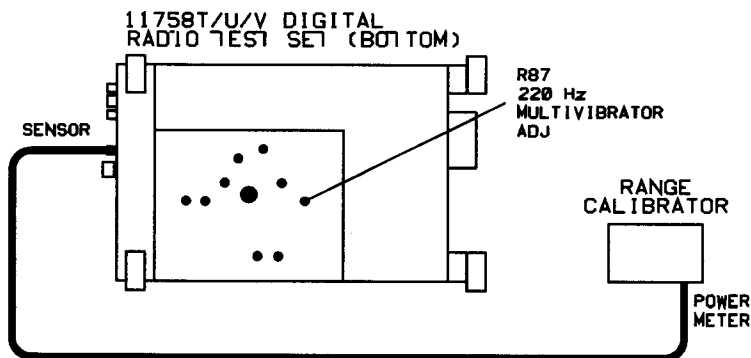 11758T/U/V DIGITAL
RADIO TEST SET (BOTTOM)
R87
220 Hz
MULTIVIBRATOR
ADJ
SENSOR
RANGE
CALIBRATOR
POWER
METER